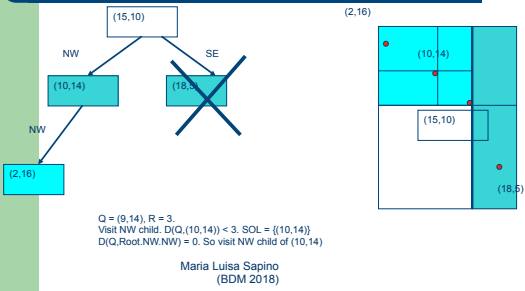 (15,10)
(2,16)
NW
SE
(10,14)
(10,14)
(18,5)
(15,10)
NW
(2,16)
(18,5)
Q = (9,14), R = 3.
Visit NW child. D(Q,(10,14)) < 3. SOL = {(10,14)}
D(Q,Root.NW.NW) = 0. So visit NW child of (10,14)
Maria Luisa Sapino
(BDM 2018)